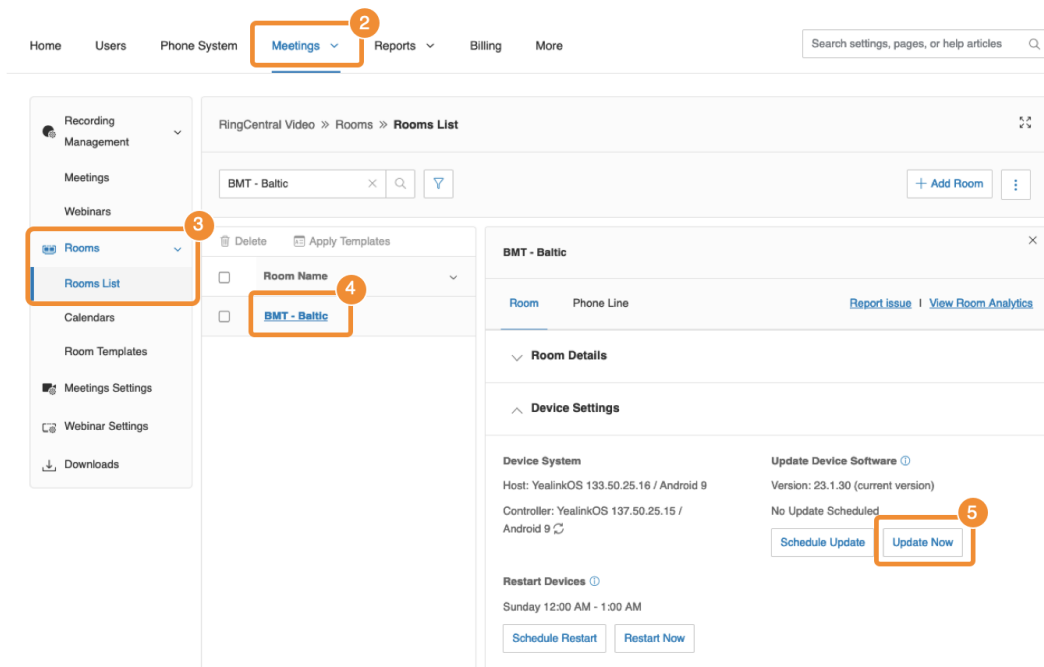 2
Home Users Phone System Meetings Reports Billing More Search settings, pages, or help articles
Recording
Management
Meetings
Webinars
3
Rooms
Rooms List
Calendars
Room Templates
Meetings Settings
Webinar Settings
Downloads
RingCentral Video » Rooms » Rooms List
BMT - Baltic
+ Add Room
Delete Apply Templates
Room Name
4
BMT - Baltic
BMT - Baltic
Room Phone Line Report issue | View Room Analytics
Room Details
Device Settings
Device System
Host: YealinkOS 133.50.25.16 / Android 9
Controller: YealinkOS 137.50.25.15 /
Android 9
Update Device Software
Version: 23.1.30 (current version)
No Update Scheduled
5
Schedule Update Update Now
Restart Devices
Sunday 12:00 AM - 1:00 AM
Schedule Restart Restart Now